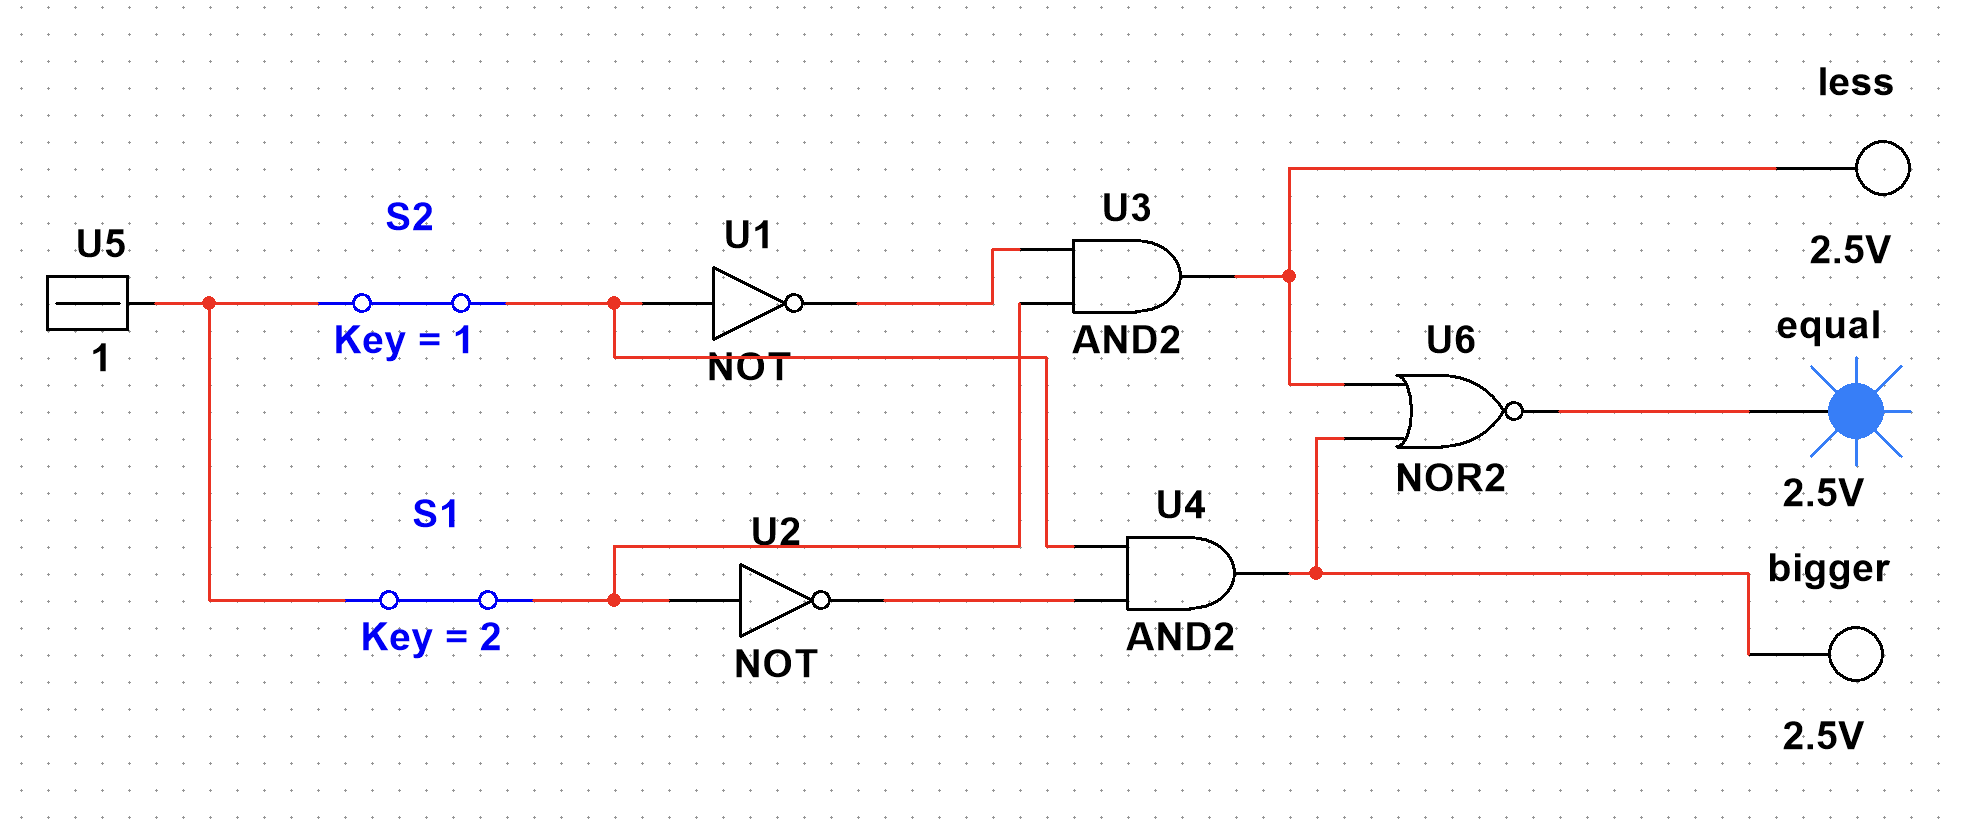 less
U3
S2
U1
U5
2.5V
equal
Key = 1
AND2
U6
1
NOT
NOR2
2.5V
U4
S1
U2
bigger
Key = 2
AND2
NOT
2.5V